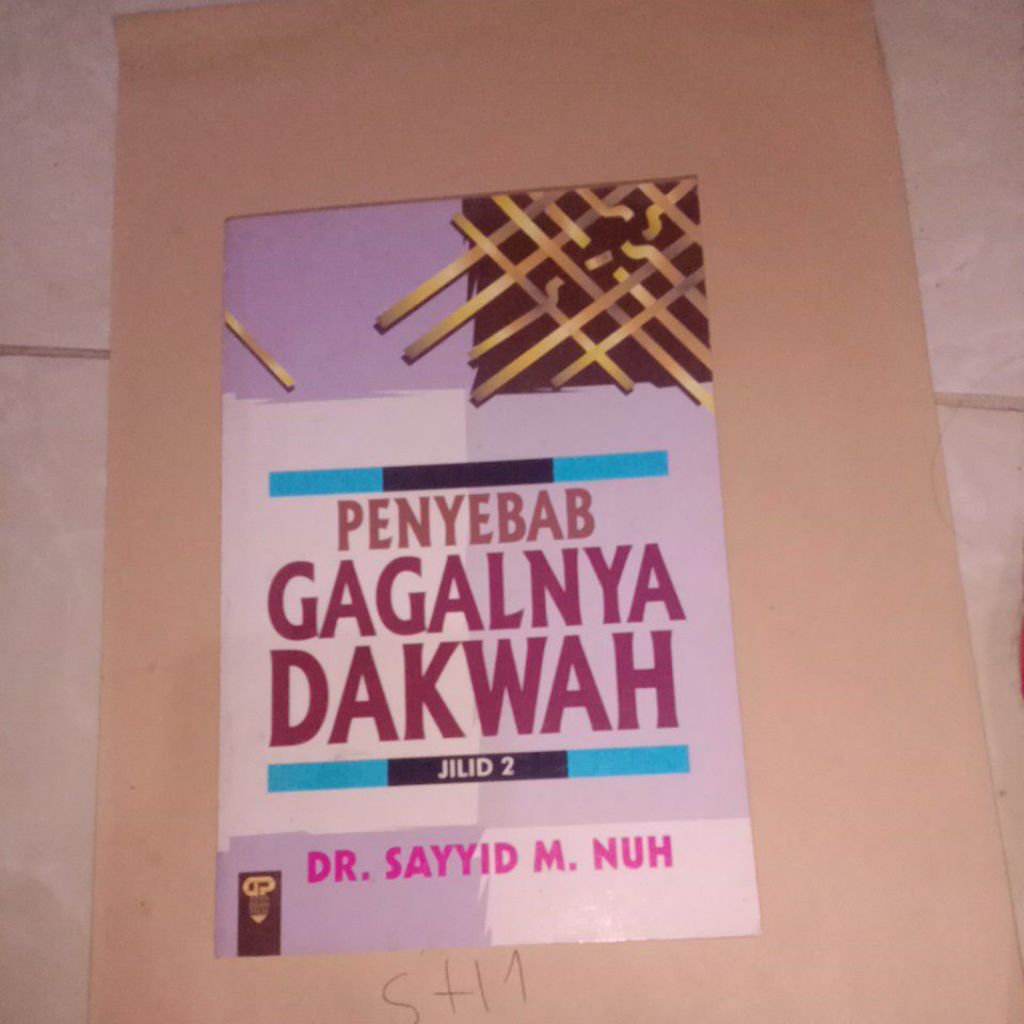 PENYEBAB
GAGALNYA
DAKWAH
JILID 2
DR. SAYYID M. NUH